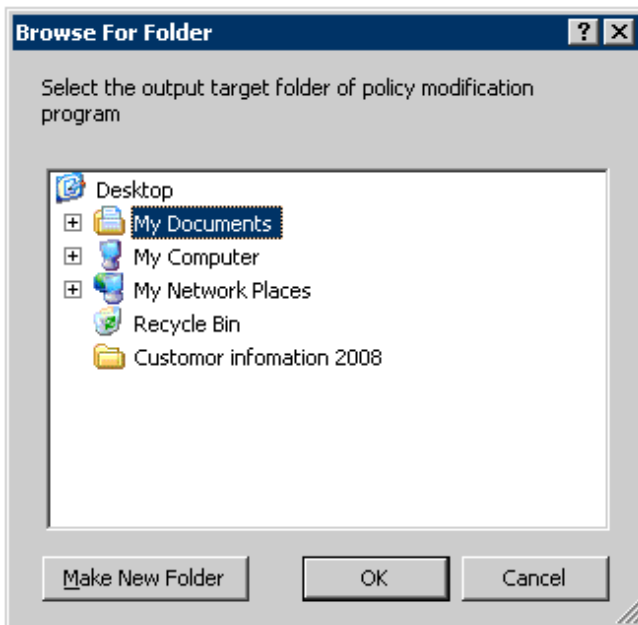 Browse For Folder
Select the output target folder of policy modification
program
Desktop
My Documents
My Computer
My Network Places
Recycle Bin
Customor infomation 2008
Make New Folder
OK
Cancel